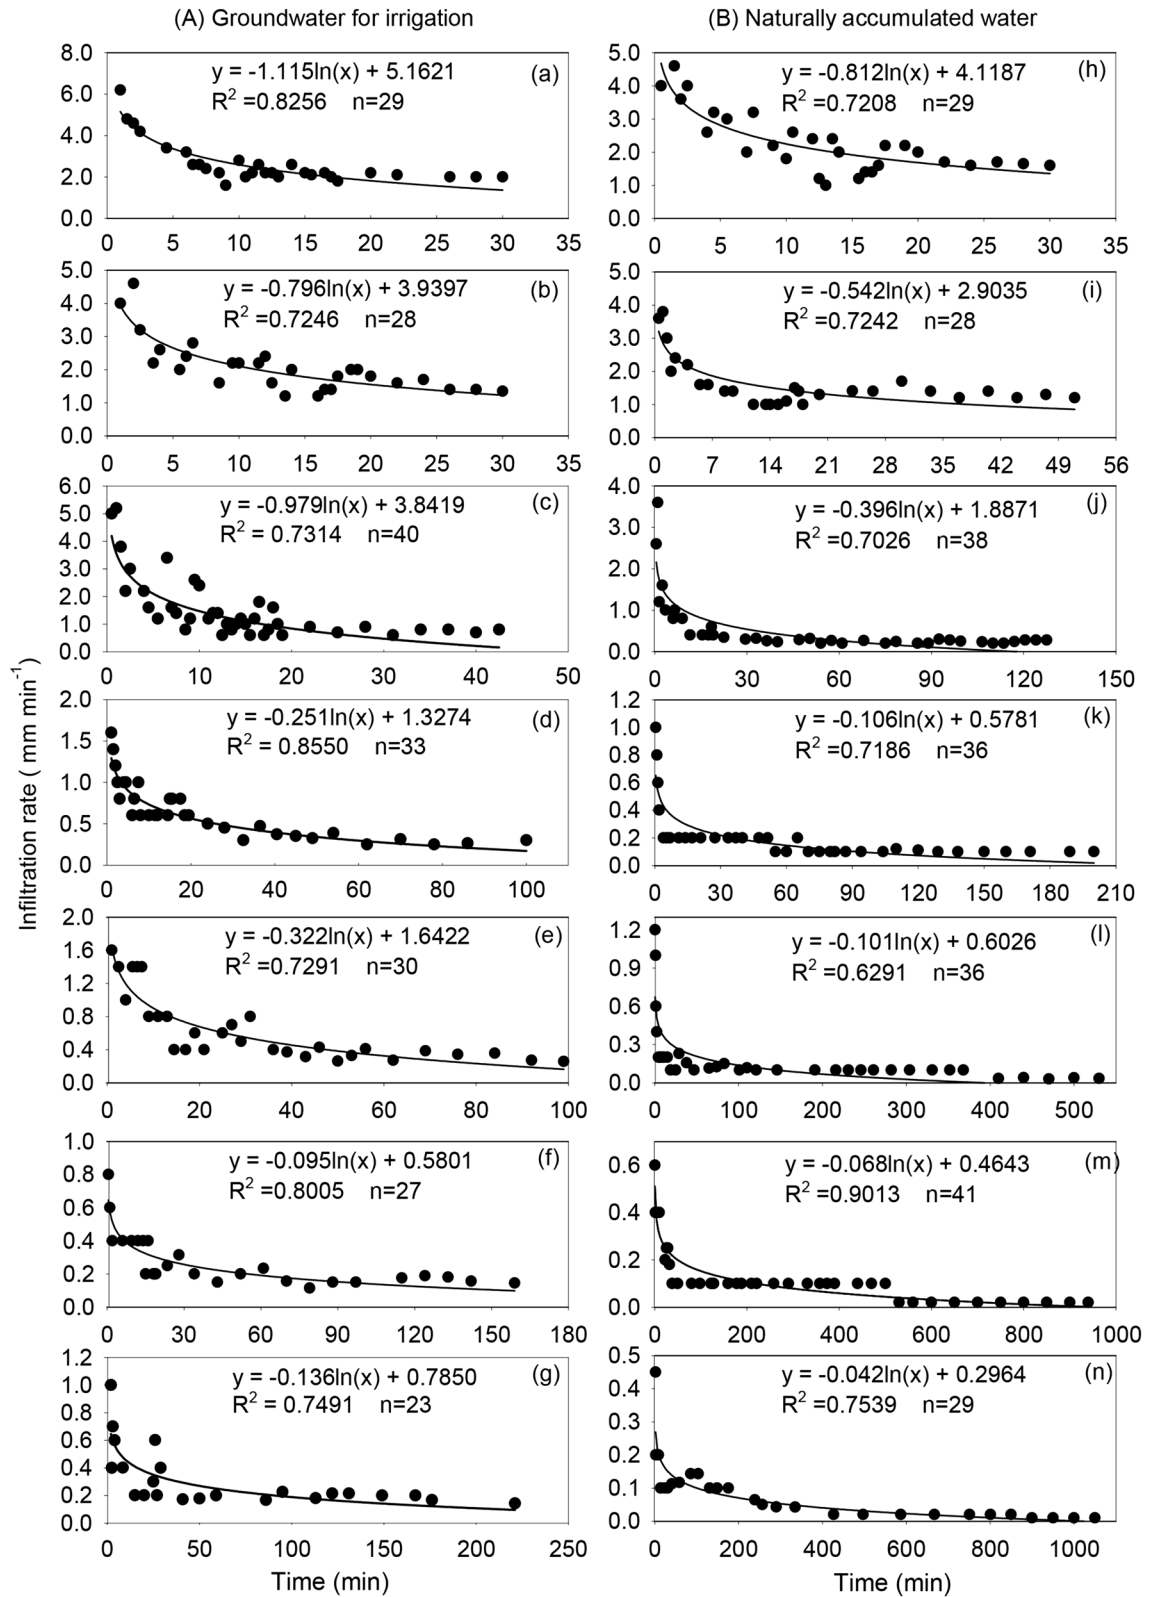 (A) Groundwater for irrigation
(B) Naturally accumulated water
Infiltration rate ( mm min-1)
8.0
6.0
4.0
2.0
0.0
y = -1.115ln(x) + 5.1621
R2 =0.8256 n=29
(a)
0 5 10 15 20 25 30 35
5.0
4.0
3.0
2.0
1.0
0.0
y = -0.812ln(x) + 4.1187
R2 =0.7208 n=29
(h)
0 5 10 15 20 25 30 35
5.0
4.0
3.0
2.0
1.0
0.0
y = -0.796ln(x) + 3.9397
R2 =0.7246 n=28
(b)
0 5 10 15 20 25 30 35
5.0
4.0
3.0
2.0
1.0
0.0
y = -0.542ln(x) + 2.9035
R2 =0.7242 n=28
(i)
0 7 14 21 28 35 42 49 56
6.0
5.0
4.0
3.0
2.0
1.0
0.0
y = -0.979ln(x) + 3.8419
R2 = 0.7314 n=40
(c)
0 10 20 30 40 50
4.0
3.0
2.0
1.0
0.0
y = -0.396ln(x) + 1.8871
R2 =0.7026 n=38
(j)
0 30 60 90 120 150
2.0
1.5
1.0
0.5
0.0
y = -0.251ln(x) + 1.3274
R2 = 0.8550 n=33
(d)
0 20 40 60 80 100
1.2
1.0
0.8
0.6
0.4
0.2
0.0
y = -0.106ln(x) + 0.5781
R2 =0.7186 n=36
(k)
0 30 60 90 120 150 180 210
2.0
1.6
1.2
0.8
0.4
0.0
y = -0.322ln(x) + 1.6422
R2 =0.7291 n=30
(e)
0 20 40 60 80 100
1.2
0.9
0.6
0.3
0.0
y = -0.101ln(x) + 0.6026
R2 =0.6291 n=36
(l)
0 100 200 300 400 500
1.0
0.8
0.6
0.4
0.2
0.0
y = -0.095ln(x) + 0.5801
R2 =0.8005 n=27
(f)
0 30 60 90 120 150 180
0.6
0.4
0.2
0.0
y = -0.068ln(x) + 0.4643
R2 =0.9013 n=41
(m)
0 200 400 600 800 1000
1.2
1.0
0.8
0.6
0.4
0.2
0.0
y = -0.136ln(x) + 0.7850
R2 = 0.7491 n=23
(g)
0 50 100 150 200 250
Time (min)
0.5
0.4
0.3
0.2
0.1
0.0
y = -0.042ln(x) + 0.2964
R2 =0.7539 n=29
(n)
0 200 400 600 800 1000
Time (min)